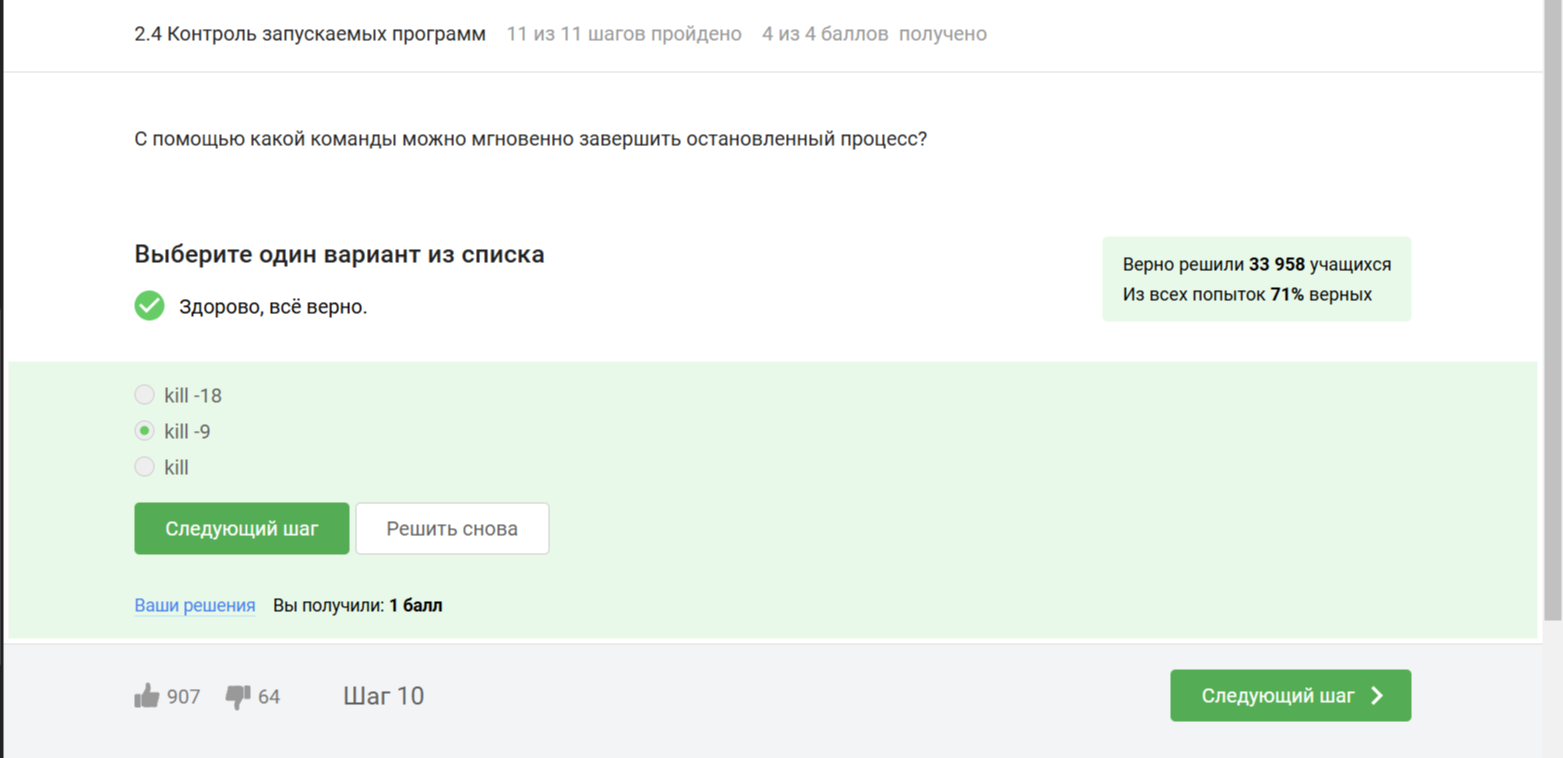 2.4 Контроль запускаемых программ 11 из 11 шагов пройдено 4 из 4 баллов получено
С помощью какой команды можно мгновенно завершить остановленный процесс?
Выберите один вариант из списка
Здорово, всё верно.
Верно решили 33 958 учащихся
Из всех попыток 71% верных
kill -18
kill -9
kill
Следующий шаг Решить снова
Ваши решения Вы получили: 1 балл
907 64 Шаг 10 Следующий шаг